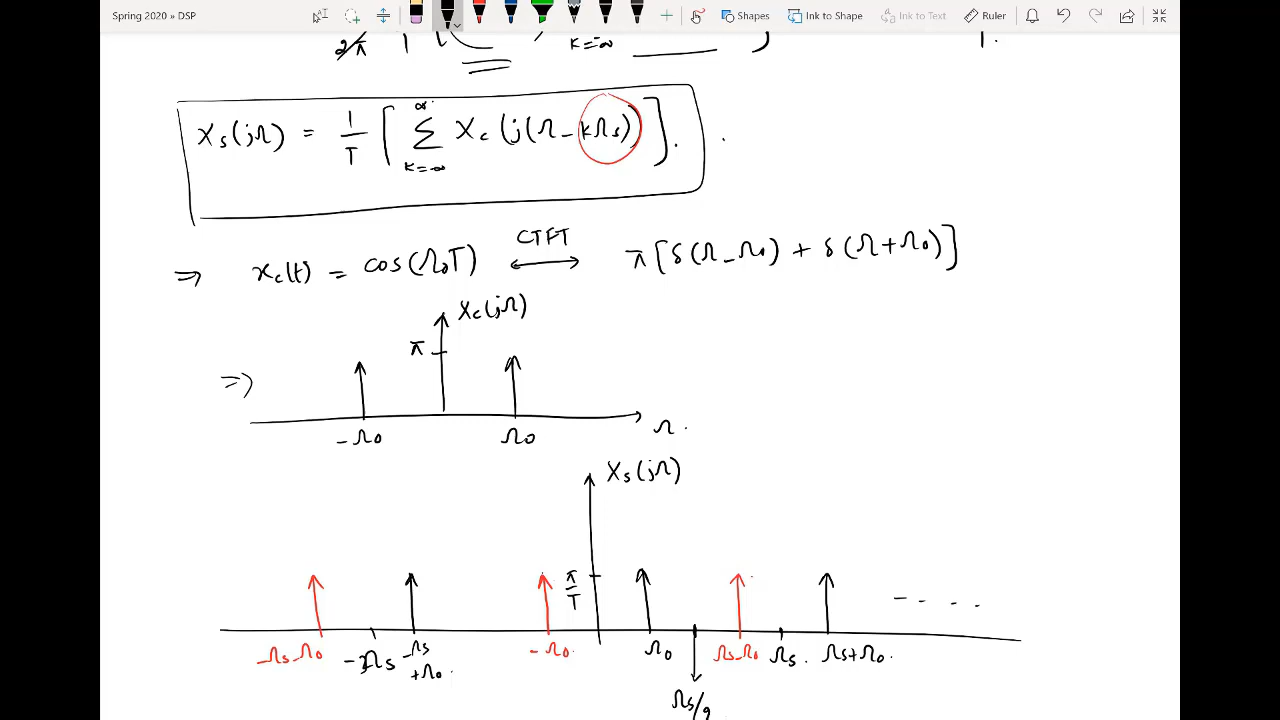 Spring 2020 » DSP
Shapes
Ink to Shape
Ink to Text
Ruler
2π
k=-∞
Xs(jΩ) = 1/T [ ∞ Σ k=-∞ Xc(j(Ω-kΩs)) ].
⇒ xc(t) = cos(Ω0T) CTFT ⟷ π[δ(Ω-Ω0) + δ(Ω+Ω0)]
Xc(jΩ)
π
⇒
-Ω0 Ω0 Ω.
Xs(jΩ)
π/T
- - - -
-Ωs-Ω0 -Ωs -Ωs+Ω0. -Ω0. Ω0 Ωs-Ω0 Ωs. Ωs+Ω0.
Ωs/2